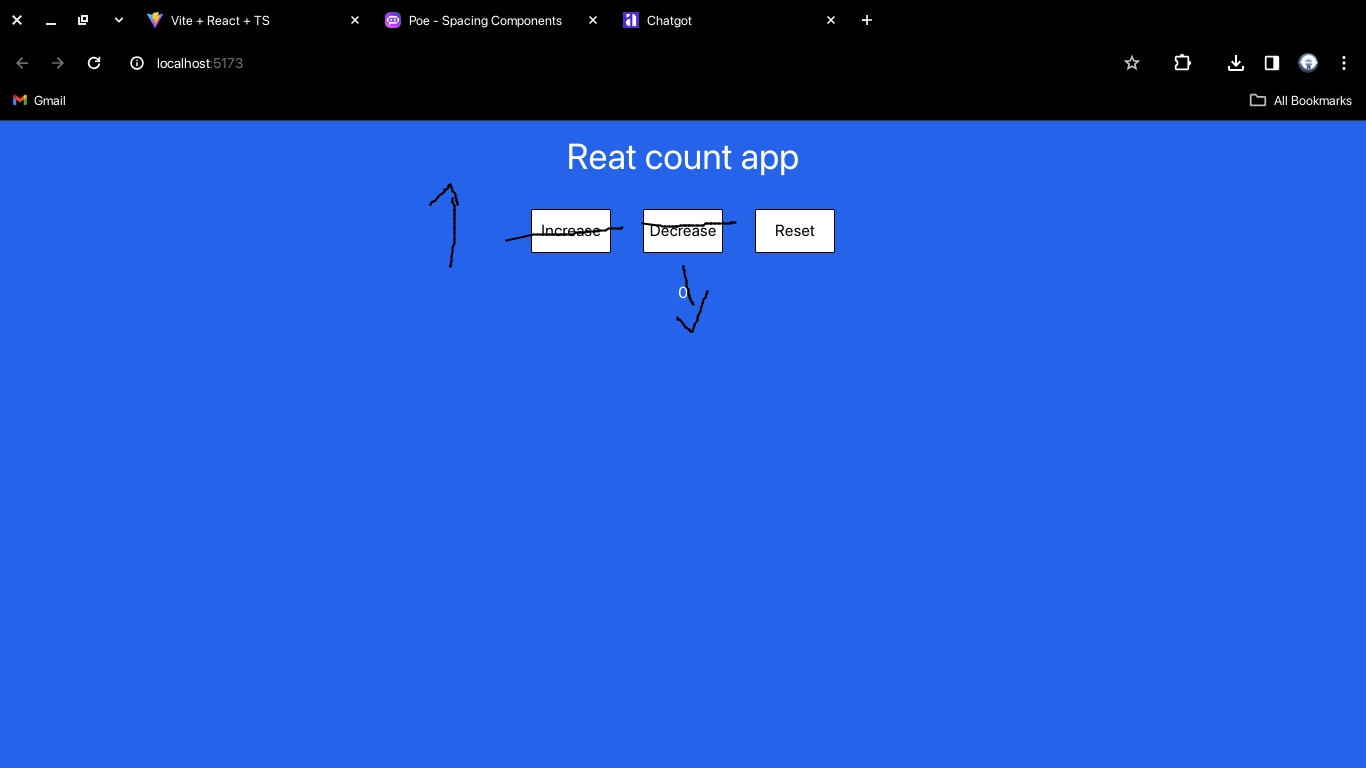 Vite + React + TS
Poe - Spacing Components
Chatgot
localhost:5173
Gmail
All Bookmarks
Reat count app
Increase
Decrease
Reset
0